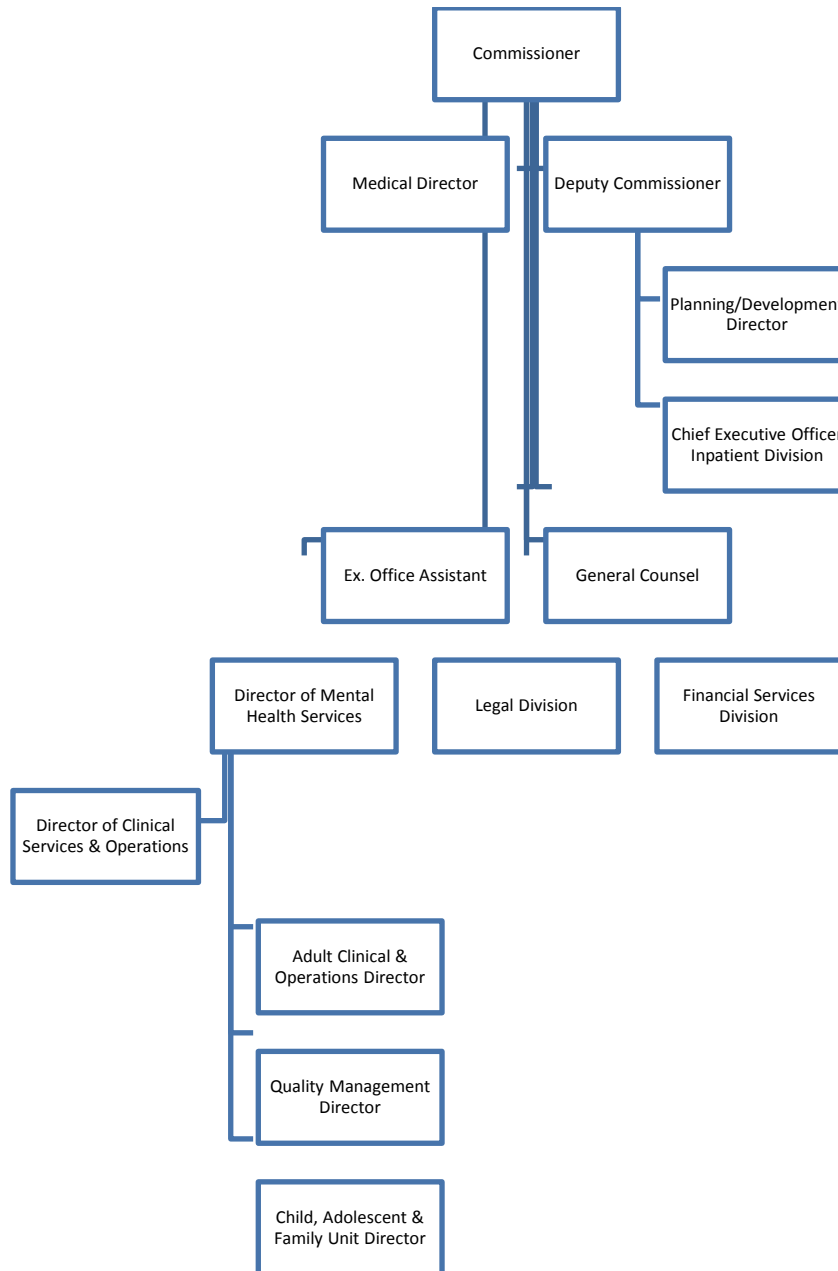 Commissioner
Medical Director
Deputy Commissioner
Planning/Development
Director
Chief Executive Officer
Inpatient Division
Ex. Office Assistant
General Counsel
Director of Mental
Health Services
Legal Division
Financial Services
Division
Director of Clinical
Services & Operations
Adult Clinical &
Operations Director
Quality Management
Director
Child, Adolescent &
Family Unit Director